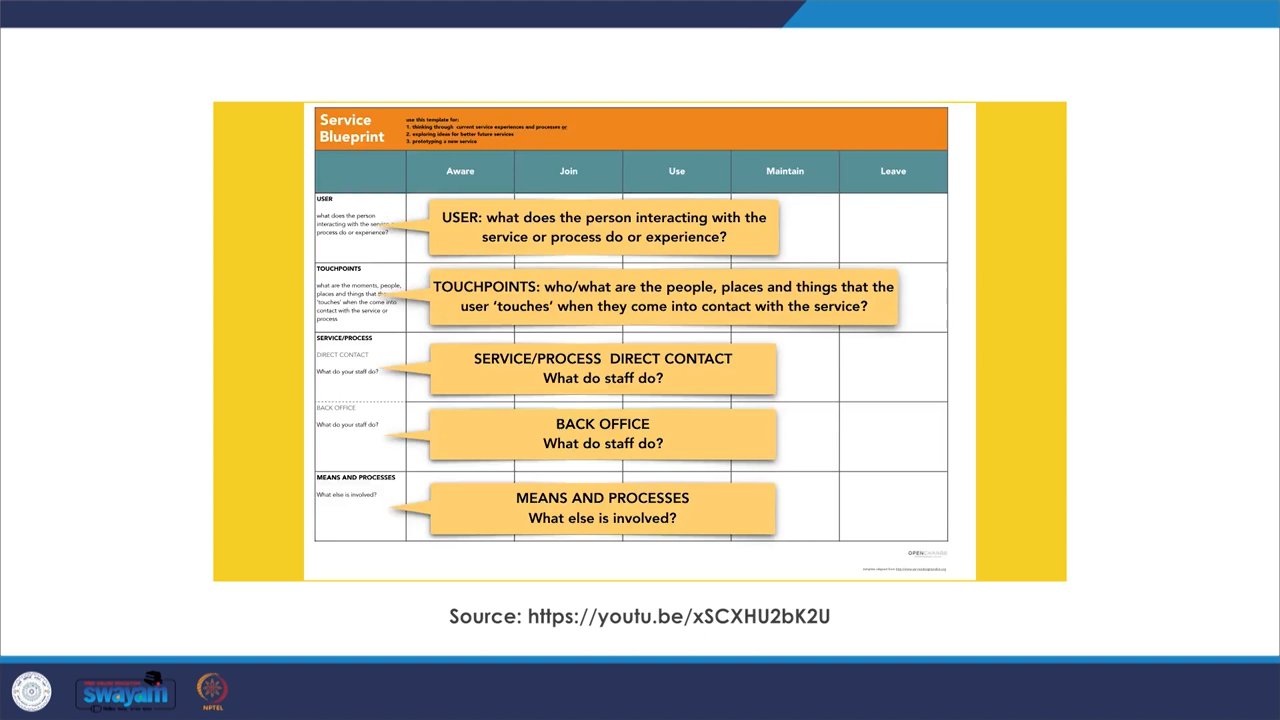 Service
Blueprint
use this template for:
1. thinking through current service experiences and processes or
2. exploring ideas for better future services
3. prototyping a new service
Aware
Join
Use
Maintain
Leave
USER
what does the person
interacting with the service
process do or experience?
USER: what does the person interacting with the
service or process do or experience?
TOUCHPOINTS
what are the moments, people,
places and things that the
'touches' when the come into
contact with the service or
process
TOUCHPOINTS: who/what are the people, places and things that the
user 'touches' when they come into contact with the service?
SERVICE/PROCESS
DIRECT CONTACT
What do your staff do?
SERVICE/PROCESS DIRECT CONTACT
What do staff do?
BACK OFFICE
What do your staff do?
BACK OFFICE
What do staff do?
MEANS AND PROCESSES
What else is involved?
MEANS AND PROCESSES
What else is involved?
Source: https://youtu.be/xSCXHU2bK2U
swayam
NPTEL